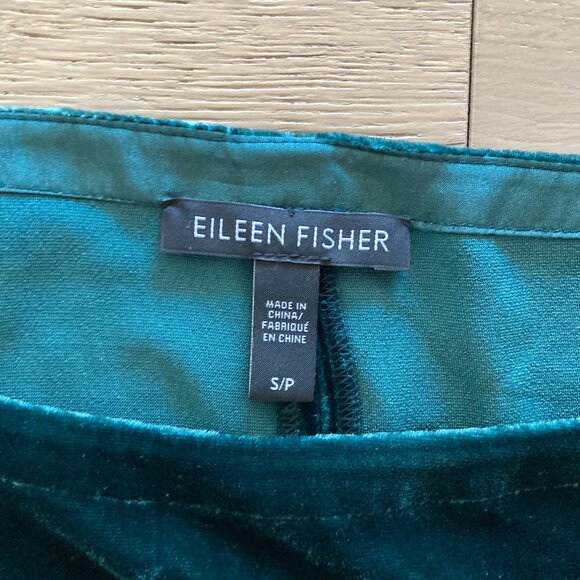 EILEEN FISHER
MADE IN
CHINA/
FABRIQUÉ
EN CHINE
S/P